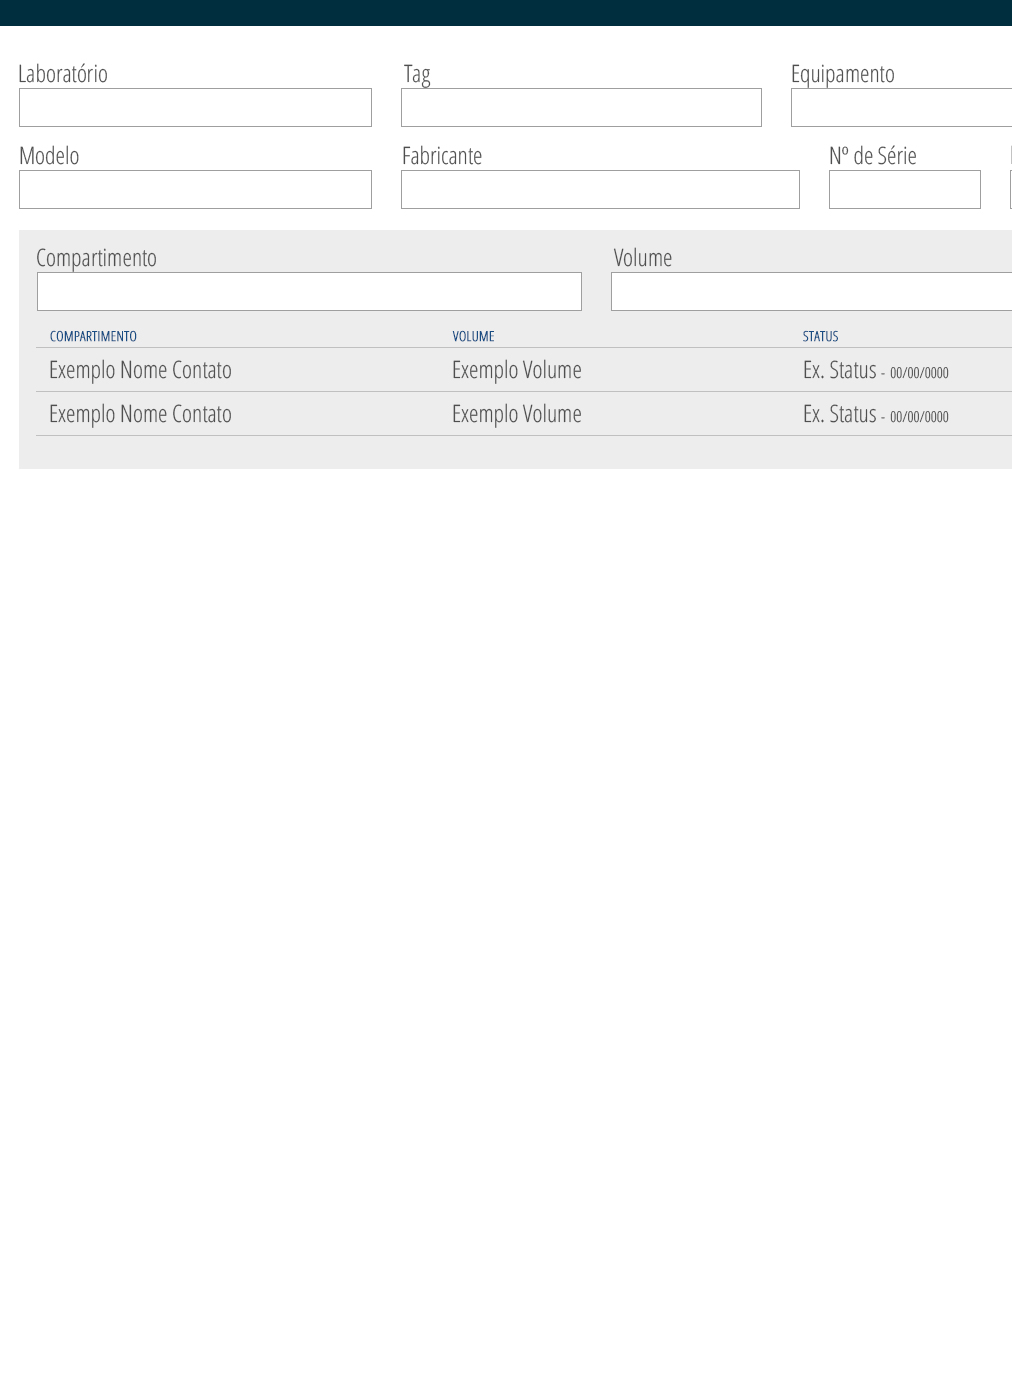 Laboratório Tag Equipamento
Modelo Fabricante Nº de Série
Compartimento Volume
COMPARTIMENTO VOLUME STATUS
Exemplo Nome Contato Exemplo Volume Ex. Status - 00/00/0000
Exemplo Nome Contato Exemplo Volume Ex. Status - 00/00/0000